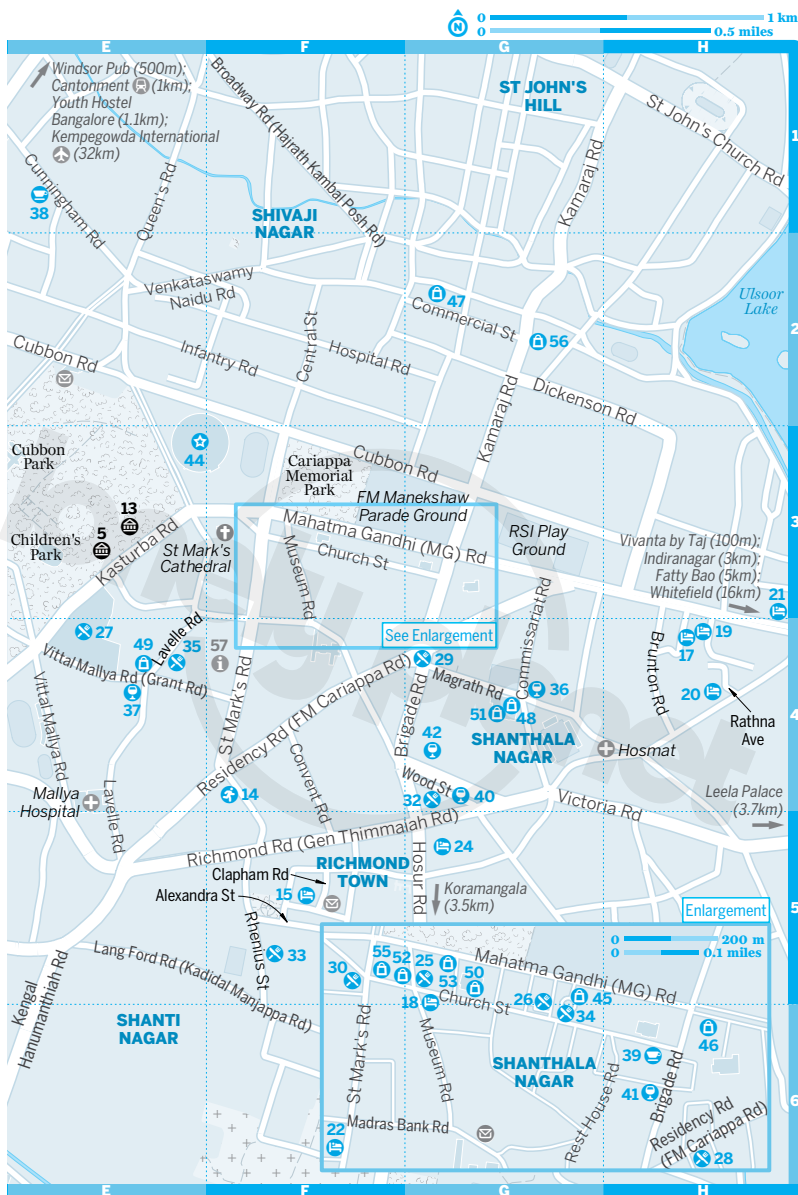 N
0 1 km
0 0.5 miles
E F G H
Windsor Pub (500m);
Cantonment (1km);
Youth Hostel
Bangalore (1.1km);
Kempegowda International
(32km)
Broadway Rd (Hajrath Kambal Posh Rd)
ST JOHN'S
HILL
St John's Church Rd
1
Cunningham Rd
38
Queen's Rd
SHIVAJI
NAGAR
Kamaraj Rd
Venkataswamy
Naidu Rd
47
Commercial St
56
Ulsoor
Lake
2
Cubbon Rd
Infantry Rd
Central St
Hospital Rd
Kamaraj Rd
Dickenson Rd
Cubbon
Park
44
Cariappa
Memorial
Park
Cubbon Rd
FM Manekshaw
Parade Ground
13
5
Children's
Park
Kasturba Rd
St Mark's
Cathedral
Mahatma Gandhi (MG) Rd
Church St
Museum Rd
RSI Play
Ground
3
Vivanta by Taj (100m);
Indiranagar (3km);
Fatty Bao (5km);
Whitefield (16km)
21
27
49
Lavelle Rd
35
57
See Enlargement
29
Commissariat Rd
19
17
Brunton Rd
Vittal Mallya Rd (Grant Rd)
37
St Mark's Rd
Residency Rd (FM Cariappa Rd)
Brigade Rd
Magrath Rd
36
51
48
20
Rathna
Ave
4
Vittal Mallya Rd
42
SHANTHALA
NAGAR
Hosmat
Mallya
Hospital
Lavelle Rd
14
Convent Rd
Wood St
32
40
Victoria Rd
Leela Palace
(3.7km)
Richmond Rd (Gen Thimmaiah Rd)
Hosur Rd
24
RICHMOND
TOWN
Clapham Rd
15
Alexandra St
Koramangala
(3.5km)
5
Enlargement
Rhenius St
33
Lang Ford Rd (Kadidal Manjappa Rd)
Kengal
Hanumanthiah Rd
SHANTI
NAGAR
0 200 m
0 0.1 miles
30
55
52
25
53
50
Mahatma Gandhi (MG) Rd
18
Church St
26
45
34
46
St Mark's Rd
Museum Rd
SHANTHALA
NAGAR
39
41
Brigade Rd
Rest House Rd
6
22
Madras Bank Rd
Residency Rd
(FM Cariappa Rd)
28
E F G H